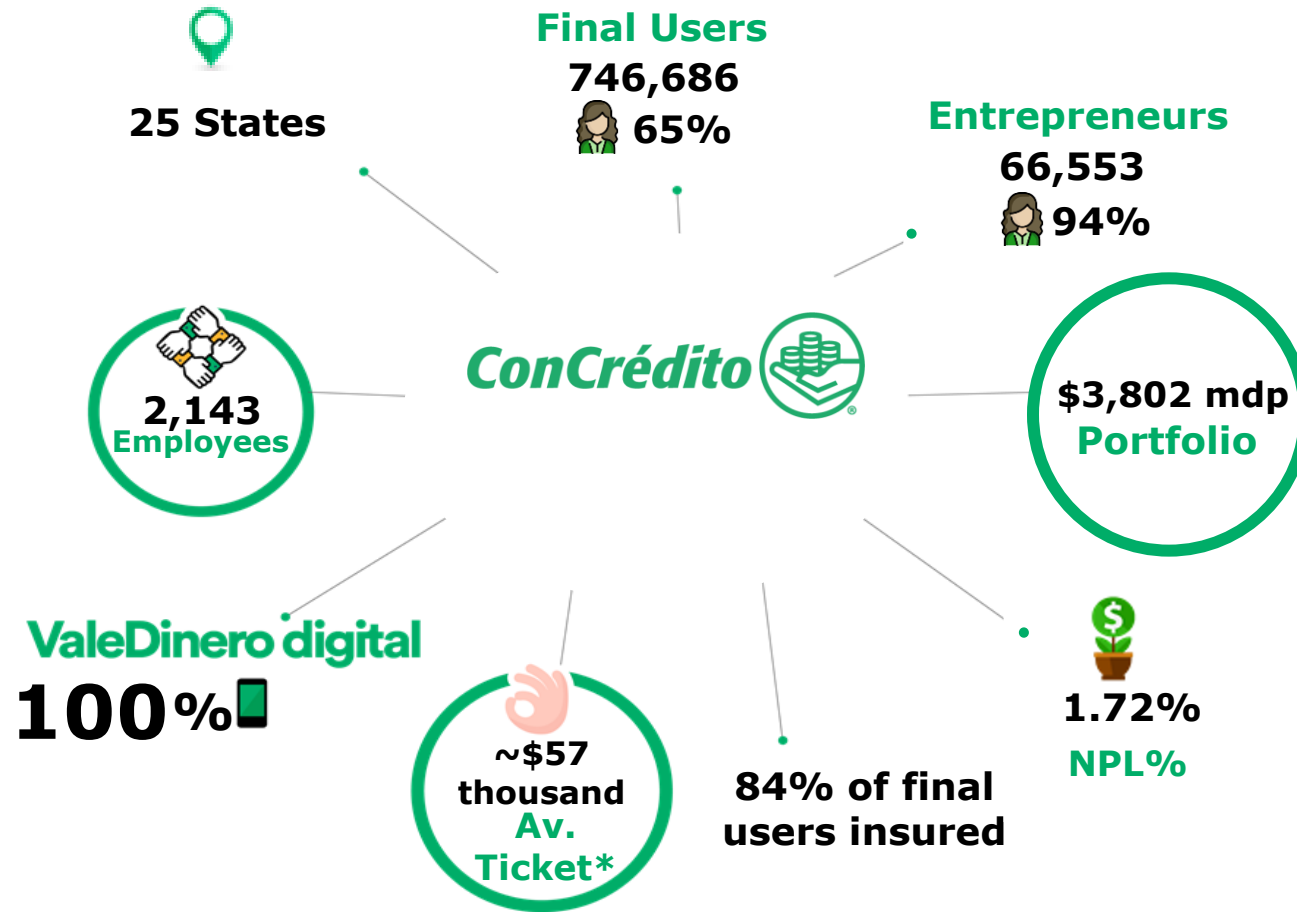 25 States
Final Users
746,686
65%
Entrepreneurs
66,553
94%
ConCrédito
®
2,143
Employees
$3,802 mdp
Portfolio
ValeDinero digital
100%
~$57
thousand
Av.
Ticket*
84% of final
users insured
$
1.72%
NPL%